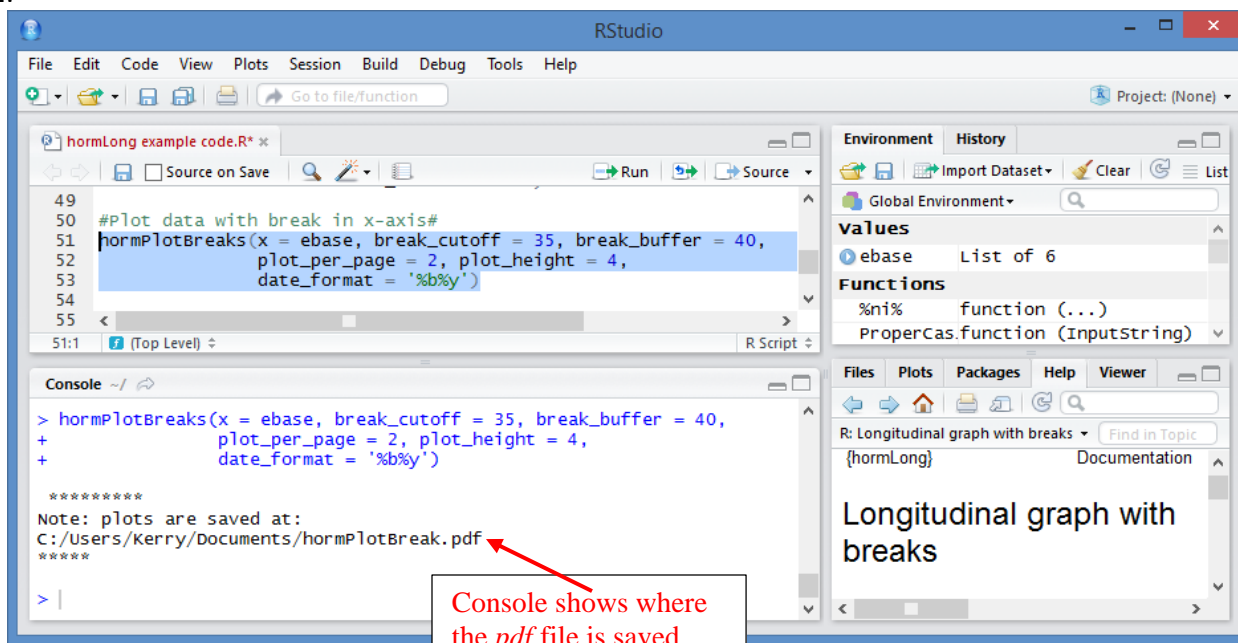 RStudio
File Edit Code View Plots Session Build Debug Tools Help
Go to file/function
Project: (None)
hormLong example code.R*
Source on Save
Run
Source
49
50 #Plot data with break in x-axis#
51 hormPlotBreaks(x = ebase, break_cutoff = 35, break_buffer = 40,
52 plot_per_page = 2, plot_height = 4,
53 date_format = '%b%y')
54
55
51:1 (Top Level) R Script
Console ~/
> hormPlotBreaks(x = ebase, break_cutoff = 35, break_buffer = 40,
+ plot_per_page = 2, plot_height = 4,
+ date_format = '%b%y')
*********
Note: plots are saved at:
C:/Users/Kerry/Documents/hormPlotBreak.pdf
*****
>
Console shows where
the pdf file is saved
Environment History
Import Dataset Clear List
Global Environment
Values
ebase List of 6
Functions
%ni% function (...)
ProperCas.function (InputString)
Files Plots Packages Help Viewer
R: Longitudinal graph with breaks Find in Topic
{hormLong} Documentation
Longitudinal graph with
breaks